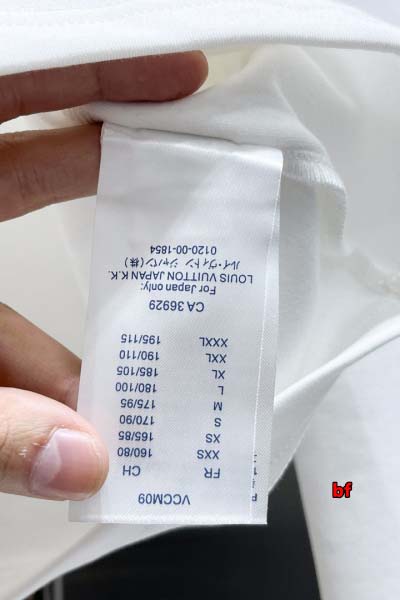 VCCM09
FR CH
XXS 160/80
XS 165/85
S 170/90
M 175/95
L 180/100
XL 185/105
XXL 190/110
XXXL 195/115
CA 36929
For Japan only:
LOUIS VUITTON JAPAN K.K.
ルイ・ヴィトン ジャパン(株)
0120-00-1854
bf